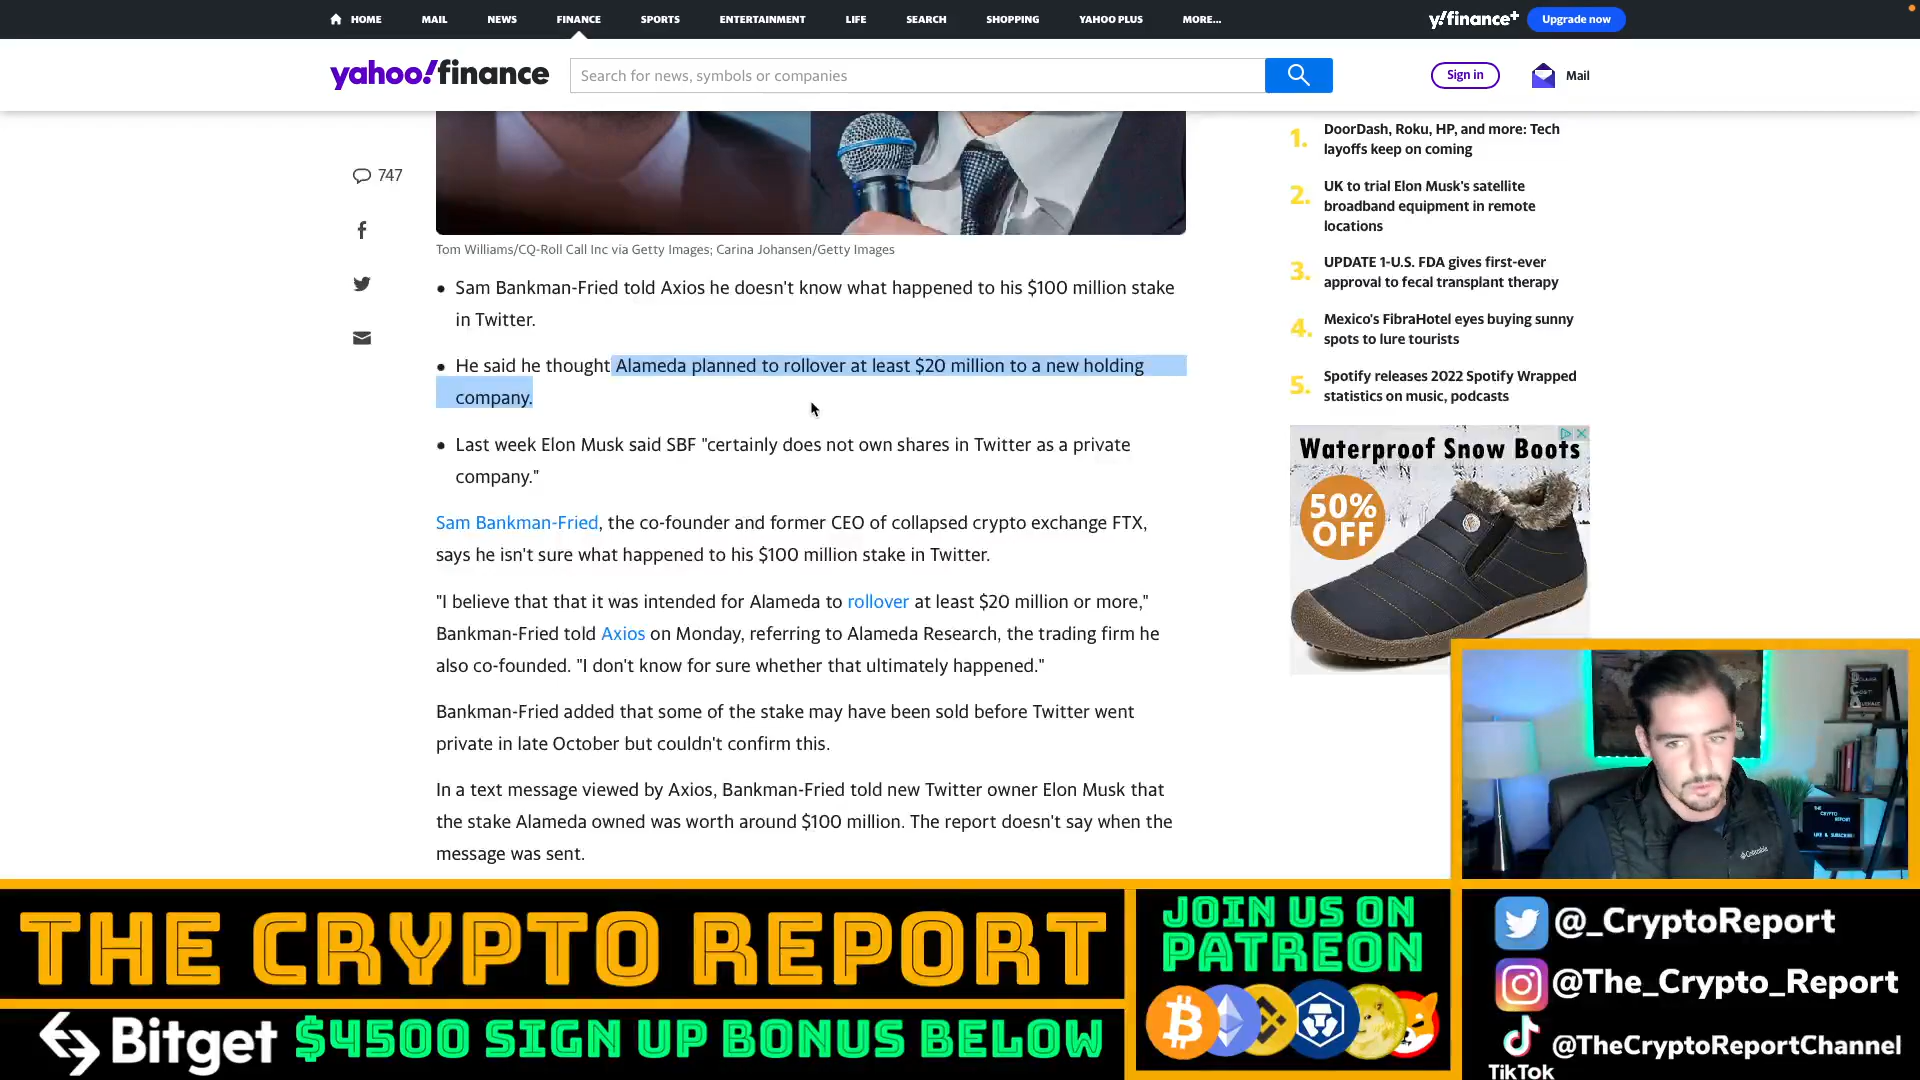 HOME MAIL NEWS FINANCE SPORTS ENTERTAINMENT LIFE SEARCH SHOPPING YAHOO PLUS MORE... y!finance+ Upgrade now
yahoo!finance Search for news, symbols or companies Sign in Mail
747
Tom Williams/CQ-Roll Call Inc via Getty Images; Carina Johansen/Getty Images
• Sam Bankman-Fried told Axios he doesn't know what happened to his $100 million stake
in Twitter.
• He said he thought Alameda planned to rollover at least $20 million to a new holding
company.
• Last week Elon Musk said SBF "certainly does not own shares in Twitter as a private
company."
Sam Bankman-Fried, the co-founder and former CEO of collapsed crypto exchange FTX,
says he isn't sure what happened to his $100 million stake in Twitter.
"I believe that that it was intended for Alameda to rollover at least $20 million or more,"
Bankman-Fried told Axios on Monday, referring to Alameda Research, the trading firm he
also co-founded. "I don't know for sure whether that ultimately happened."
Bankman-Fried added that some of the stake may have been sold before Twitter went
private in late October but couldn't confirm this.
In a text message viewed by Axios, Bankman-Fried told new Twitter owner Elon Musk that
the stake Alameda owned was worth around $100 million. The report doesn't say when the
message was sent.
1. DoorDash, Roku, HP, and more: Tech
layoffs keep on coming
2. UK to trial Elon Musk's satellite
broadband equipment in remote
locations
3. UPDATE 1-U.S. FDA gives first-ever
approval to fecal transplant therapy
4. Mexico's FibraHotel eyes buying sunny
spots to lure tourists
5. Spotify releases 2022 Spotify Wrapped
statistics on music, podcasts
Waterproof Snow Boots
50%
OFF
THE
CRYPTO
REPORT
Columbia
THE CRYPTO REPORT
Bitget $4500 SIGN UP BONUS BELOW
JOIN US ON
PATREON
@_CryptoReport
@The_Crypto_Report
@TheCryptoReportChannel
TikTok